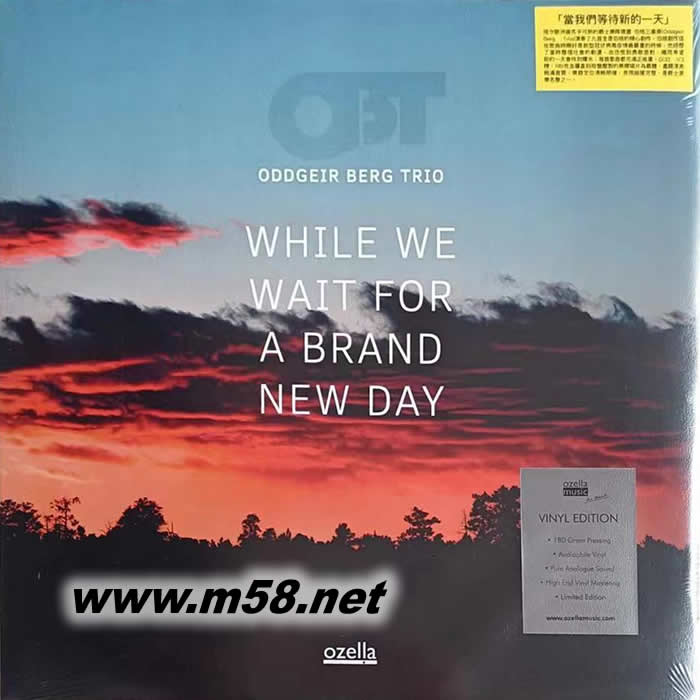 「當我們等待新的一天」
OBT
ODDGEIR BERG TRIO
WHILE WE
WAIT FOR
A BRAND
NEW DAY
ozella
music
VINYL EDITION
• 180 Gram Pressing
• Audiophile Vinyl
• Pure Analogue Sound
• High End Vinyl Mastering
• Limited Edition
www.ozellamusic.com
www.m58.net
ozella